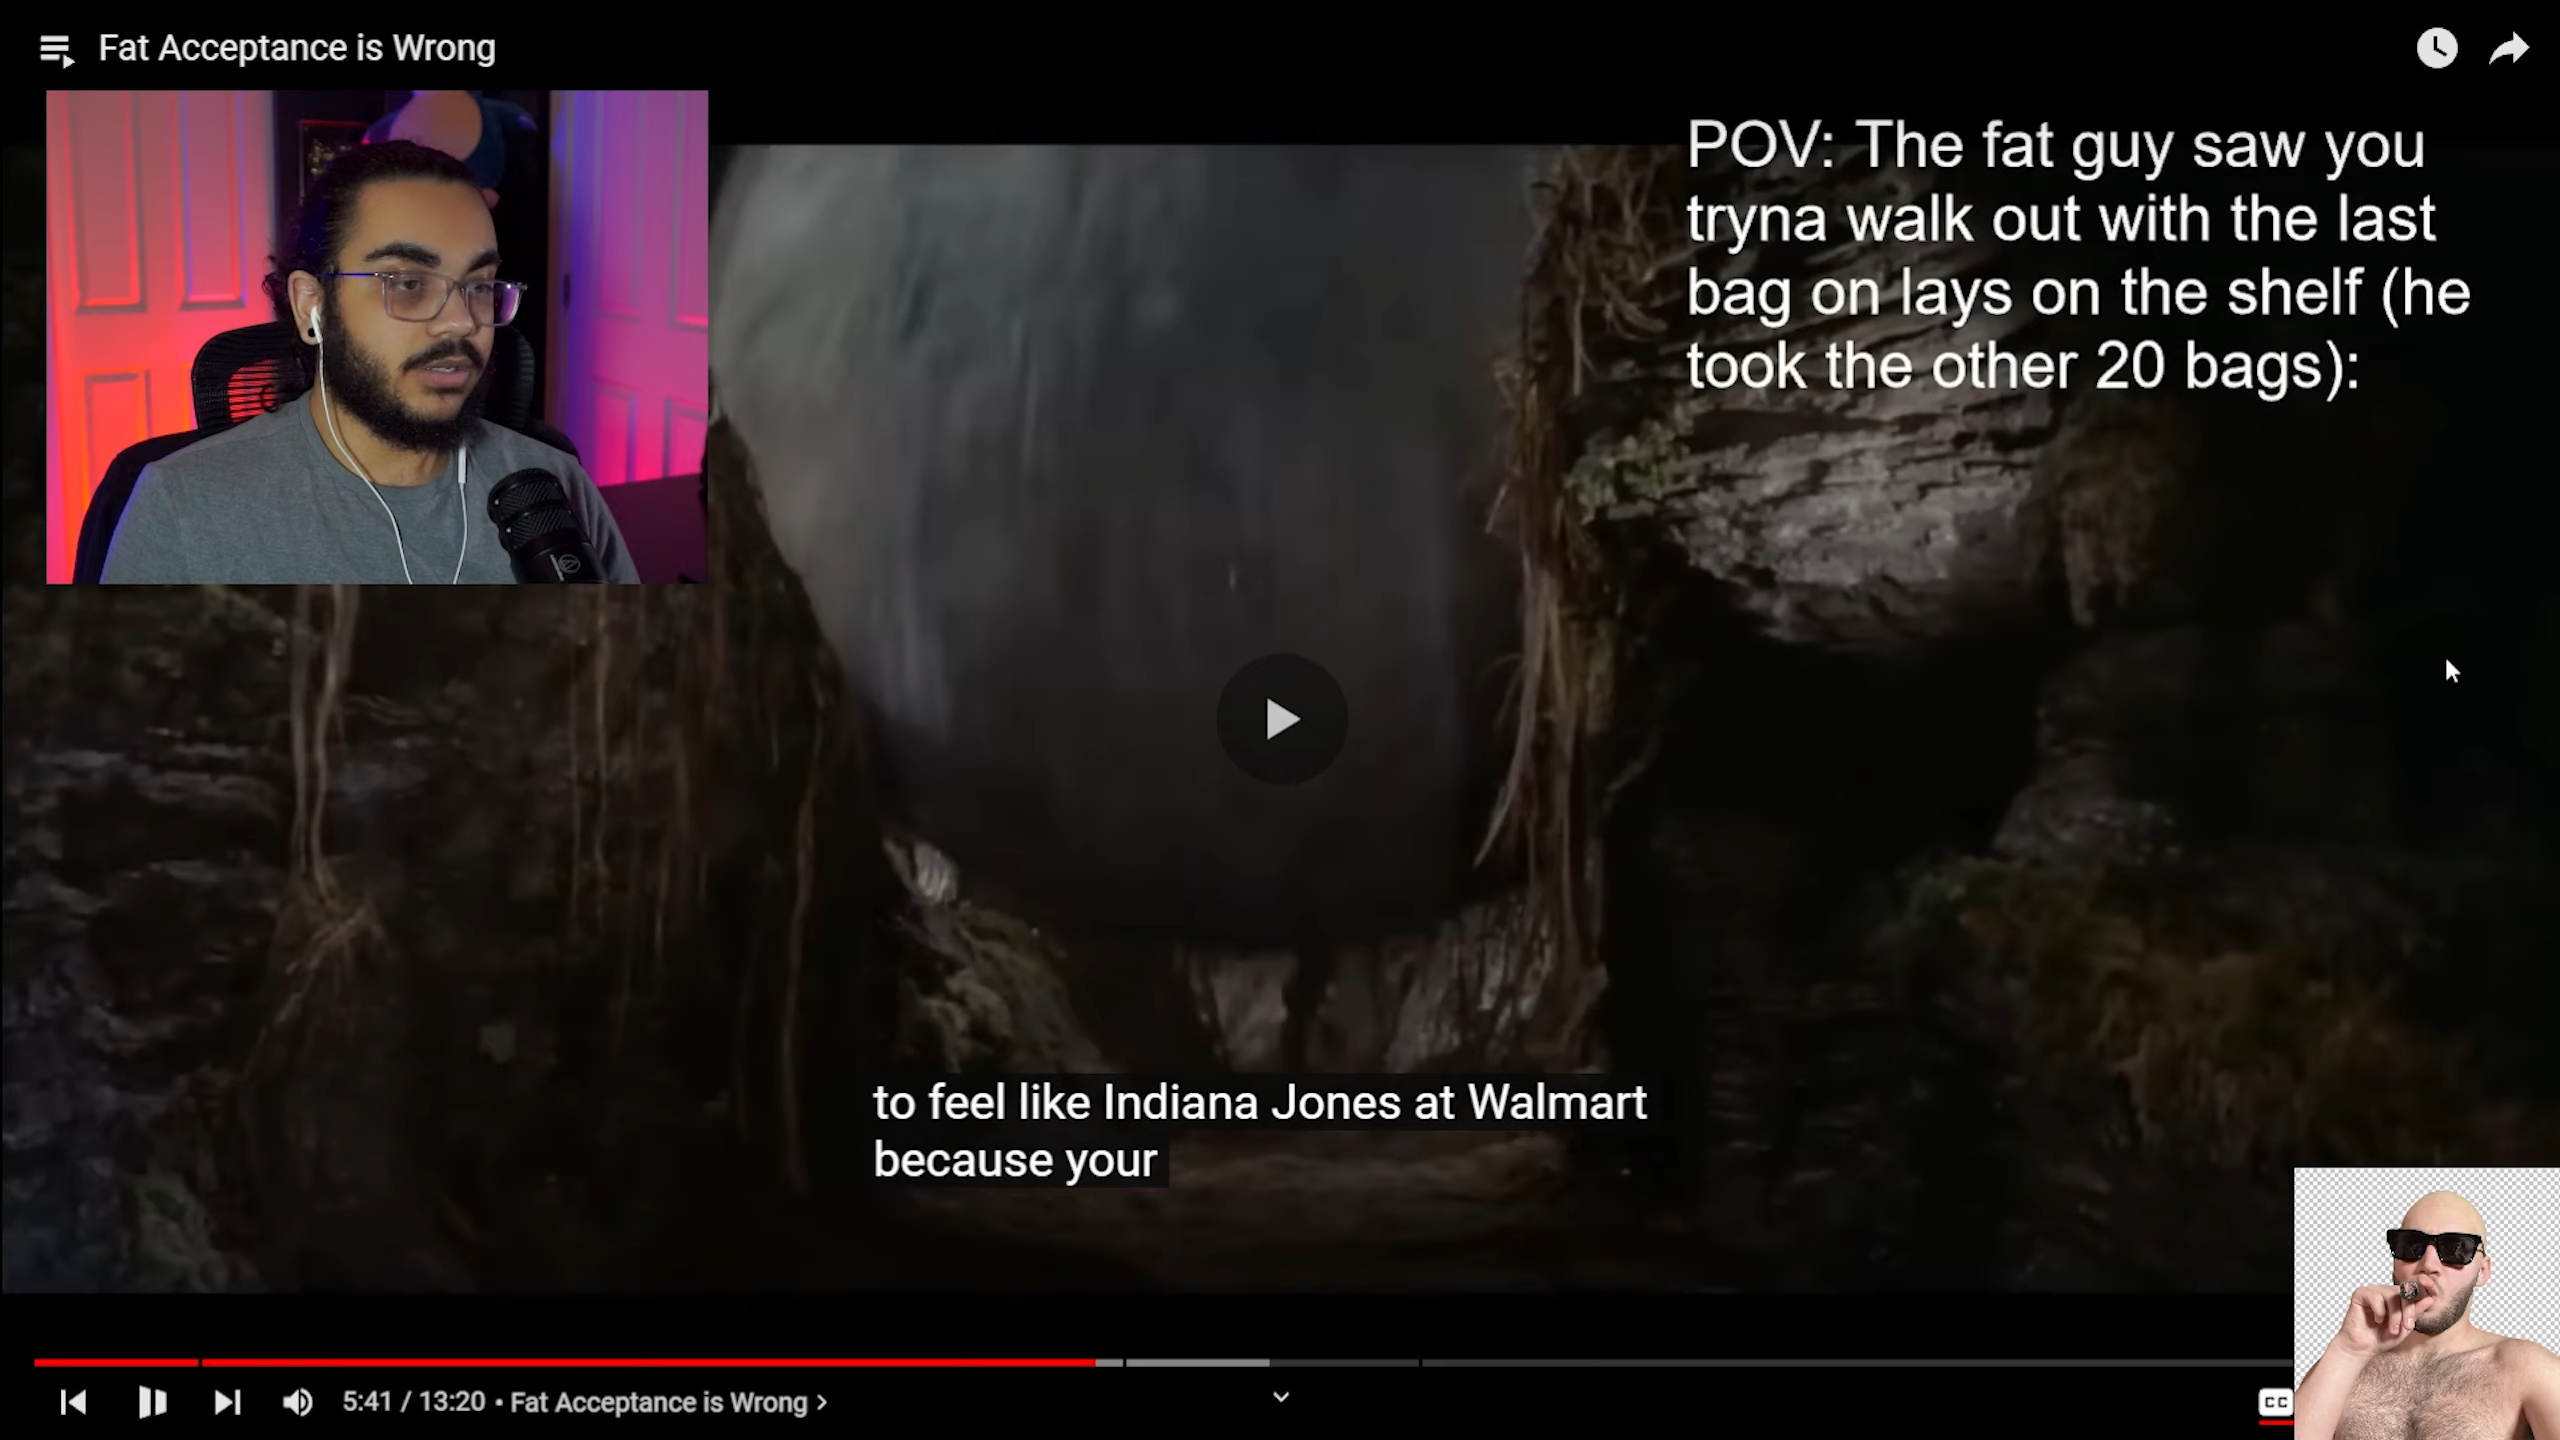 Fat Acceptance is Wrong
POV: The fat guy saw you
tryna walk out with the last
bag on lays on the shelf (he
took the other 20 bags):
to feel like Indiana Jones at Walmart
because your
5:41 / 13:20 • Fat Acceptance is Wrong >
CC